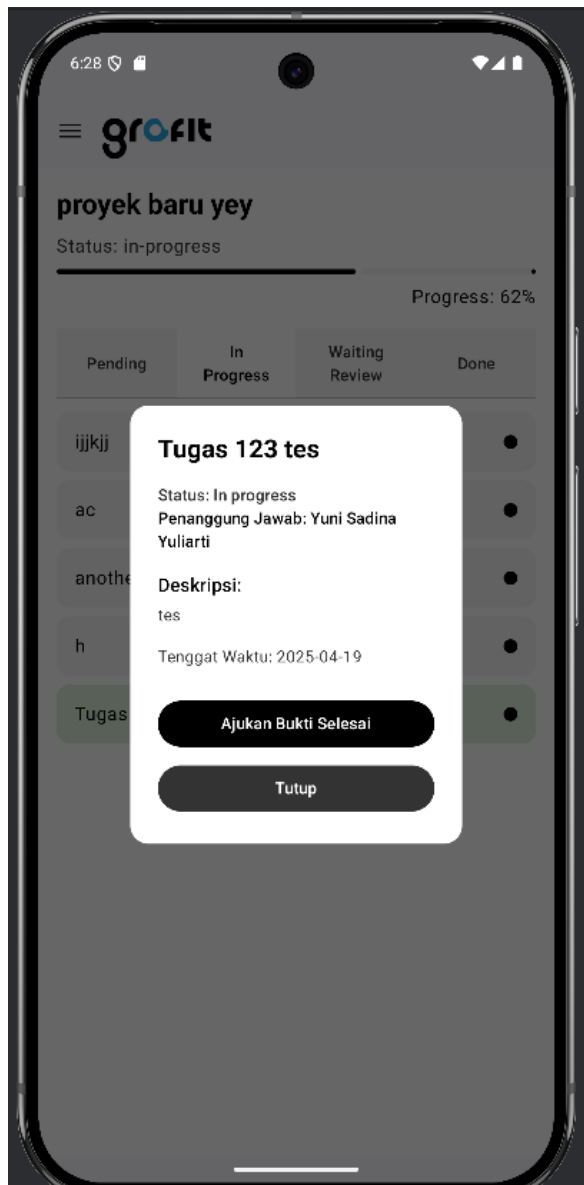 6:28
grofit
proyek baru yey
Status: in-progress
Progress: 62%
Pending
In
Progress
Waiting
Review
Done
ijjkjj
ac
anothe
h
Tugas
Tugas 123 tes
Status: In progress
Penanggung Jawab: Yuni Sadina
Yuliarti
Deskripsi:
tes
Tenggat Waktu: 2025-04-19
Ajukan Bukti Selesai
Tutup